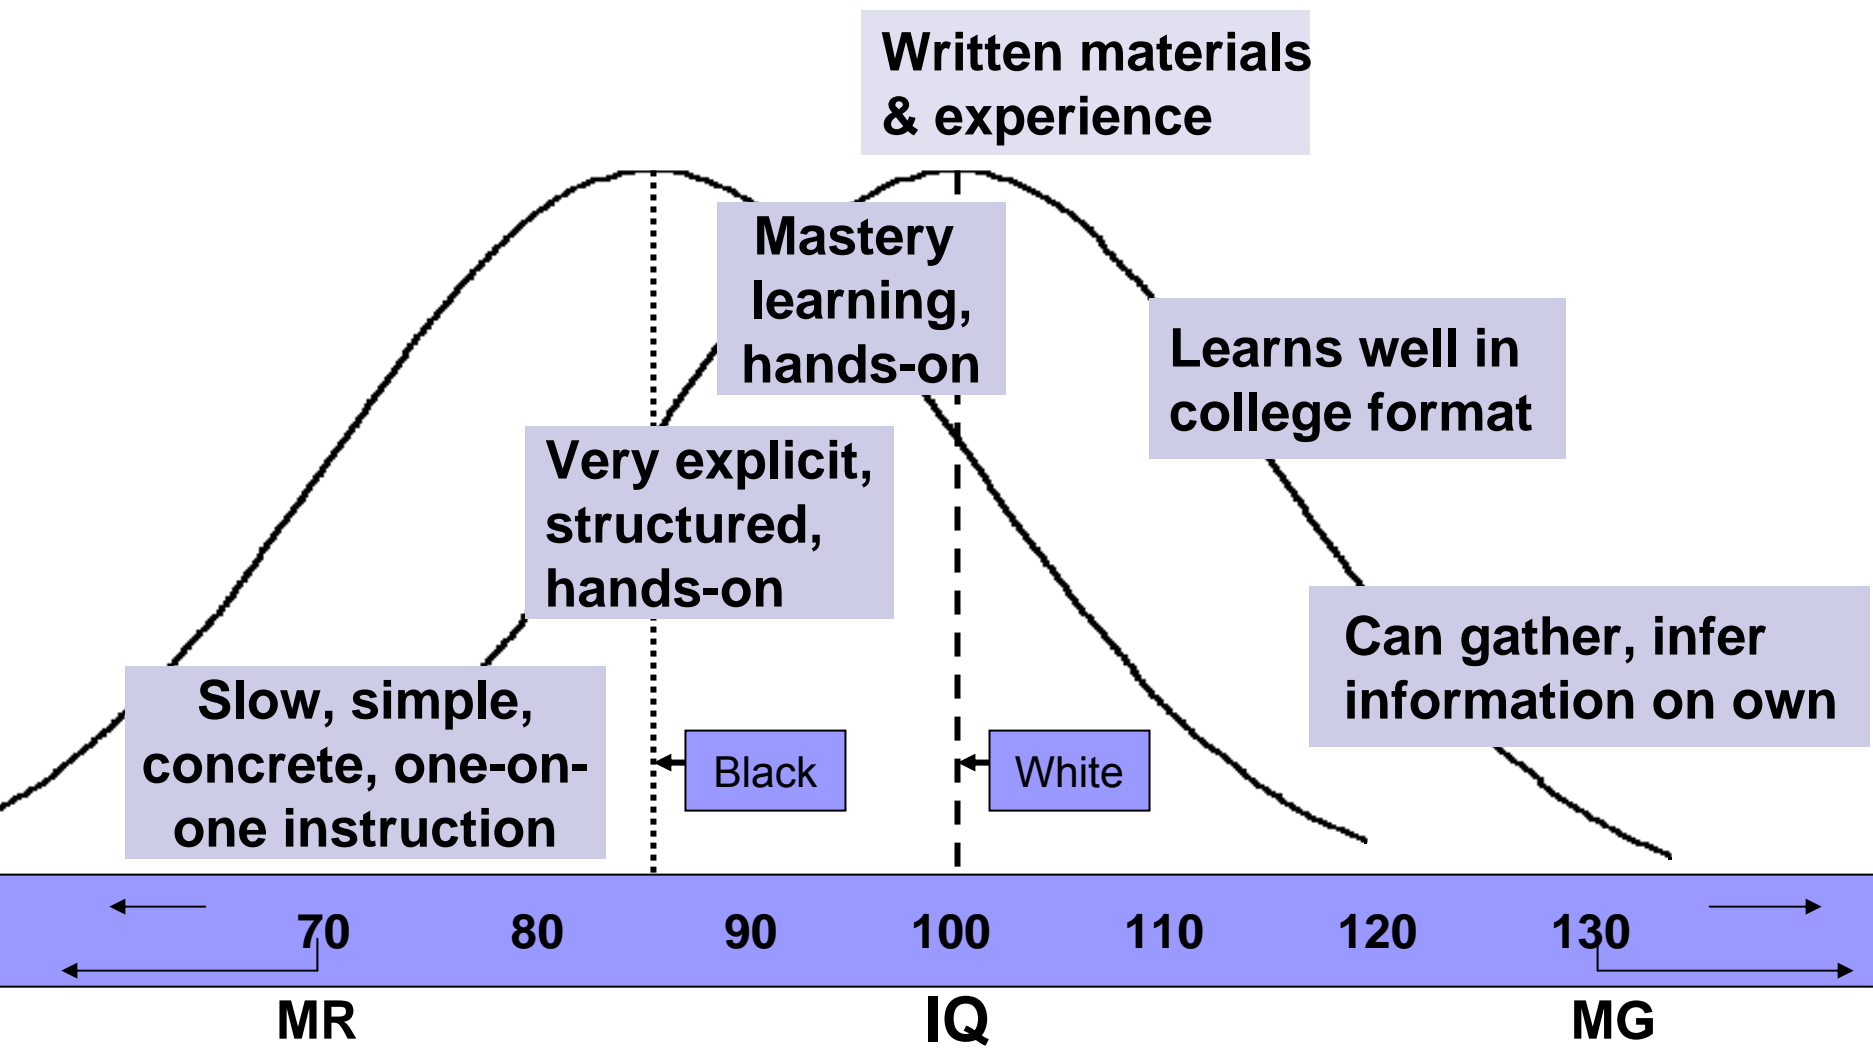 Written materials
& experience
Mastery
learning,
hands-on
Learns well in
college format
Very explicit,
structured,
hands-on
Can gather, infer
information on own
Slow, simple,
concrete, one-on-
one instruction
Black
White
70 80 90 100 110 120 130
MR IQ MG